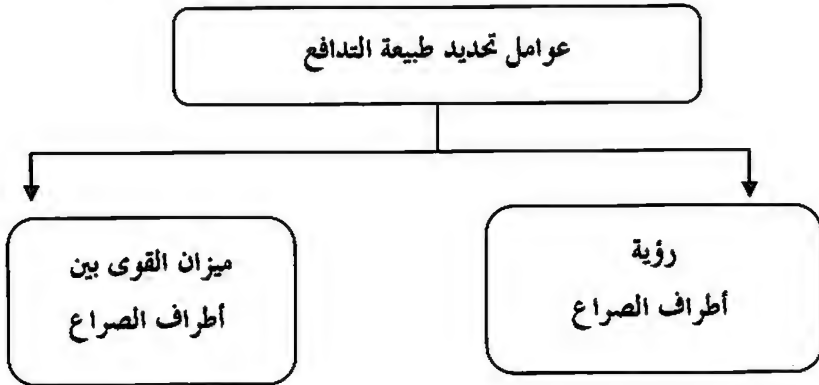 عوامل تحديد طبيعة التدافع
رؤية
أطراف الصراع
ميزان القوى بين
أطراف الصراع